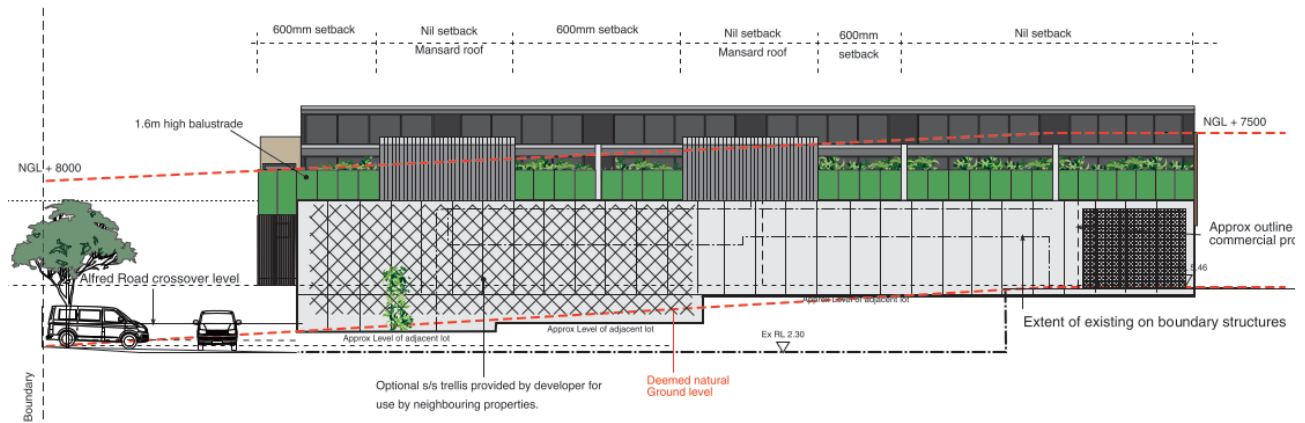 600mm setback
Nil setback
Mansard roof
600mm setback
Nil setback
Mansard roof
600mm
setback
Nil setback
1.6m high balustrade
NGL + 7500
NGL + 8000
Approx outline
commercial pro
Alfred Road crossover level
5.46
Approx Level of adjacent lot
Extent of existing on boundary structures
Approx Level of adjacent lot
Approx Level of adjacent lot
Ex RL 2.30
Optional s/s trellis provided by developer for
use by neighbouring properties.
Deemed natural
Ground level
Boundary